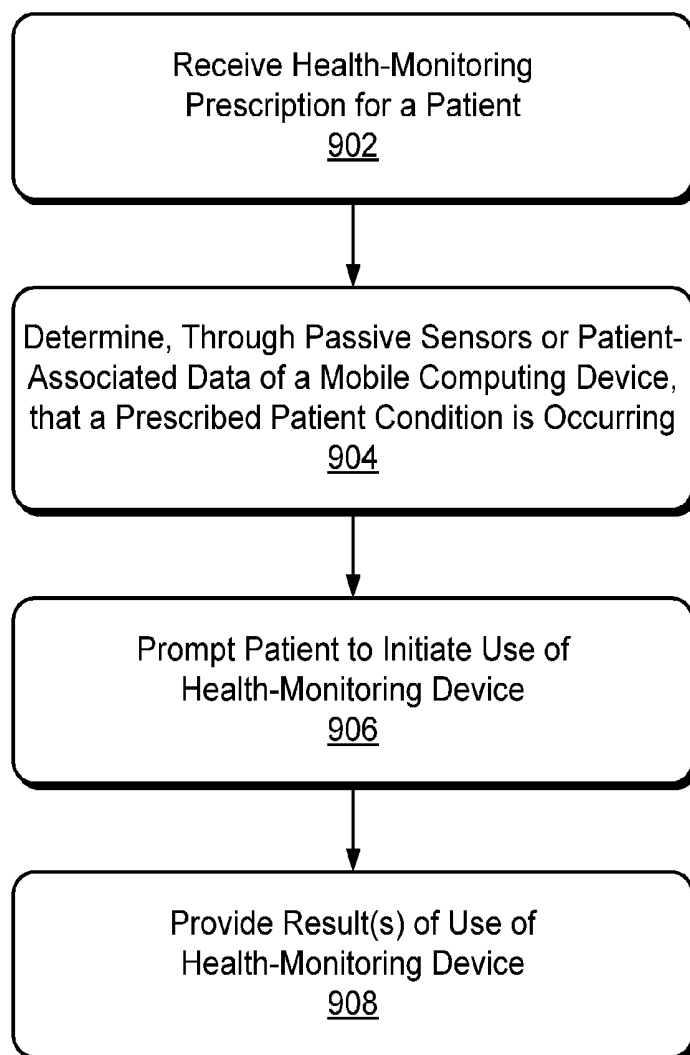 Receive Health-Monitoring
Prescription for a Patient
902
Determine, Through Passive Sensors or Patient-
Associated Data of a Mobile Computing Device,
that a Prescribed Patient Condition is Occurring
904
Prompt Patient to Initiate Use of
Health-Monitoring Device
906
Provide Result(s) of Use of
Health-Monitoring Device
908